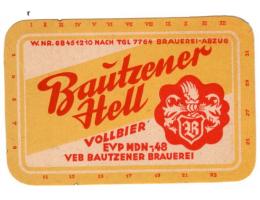 W.NR. 68451210 NACH TGL 7764 BRAUEREI-ABZUG
Bautzener
Hell
VOLLBIER
EVP MDN -,48
VEB BAUTZENER BRAUEREI
B